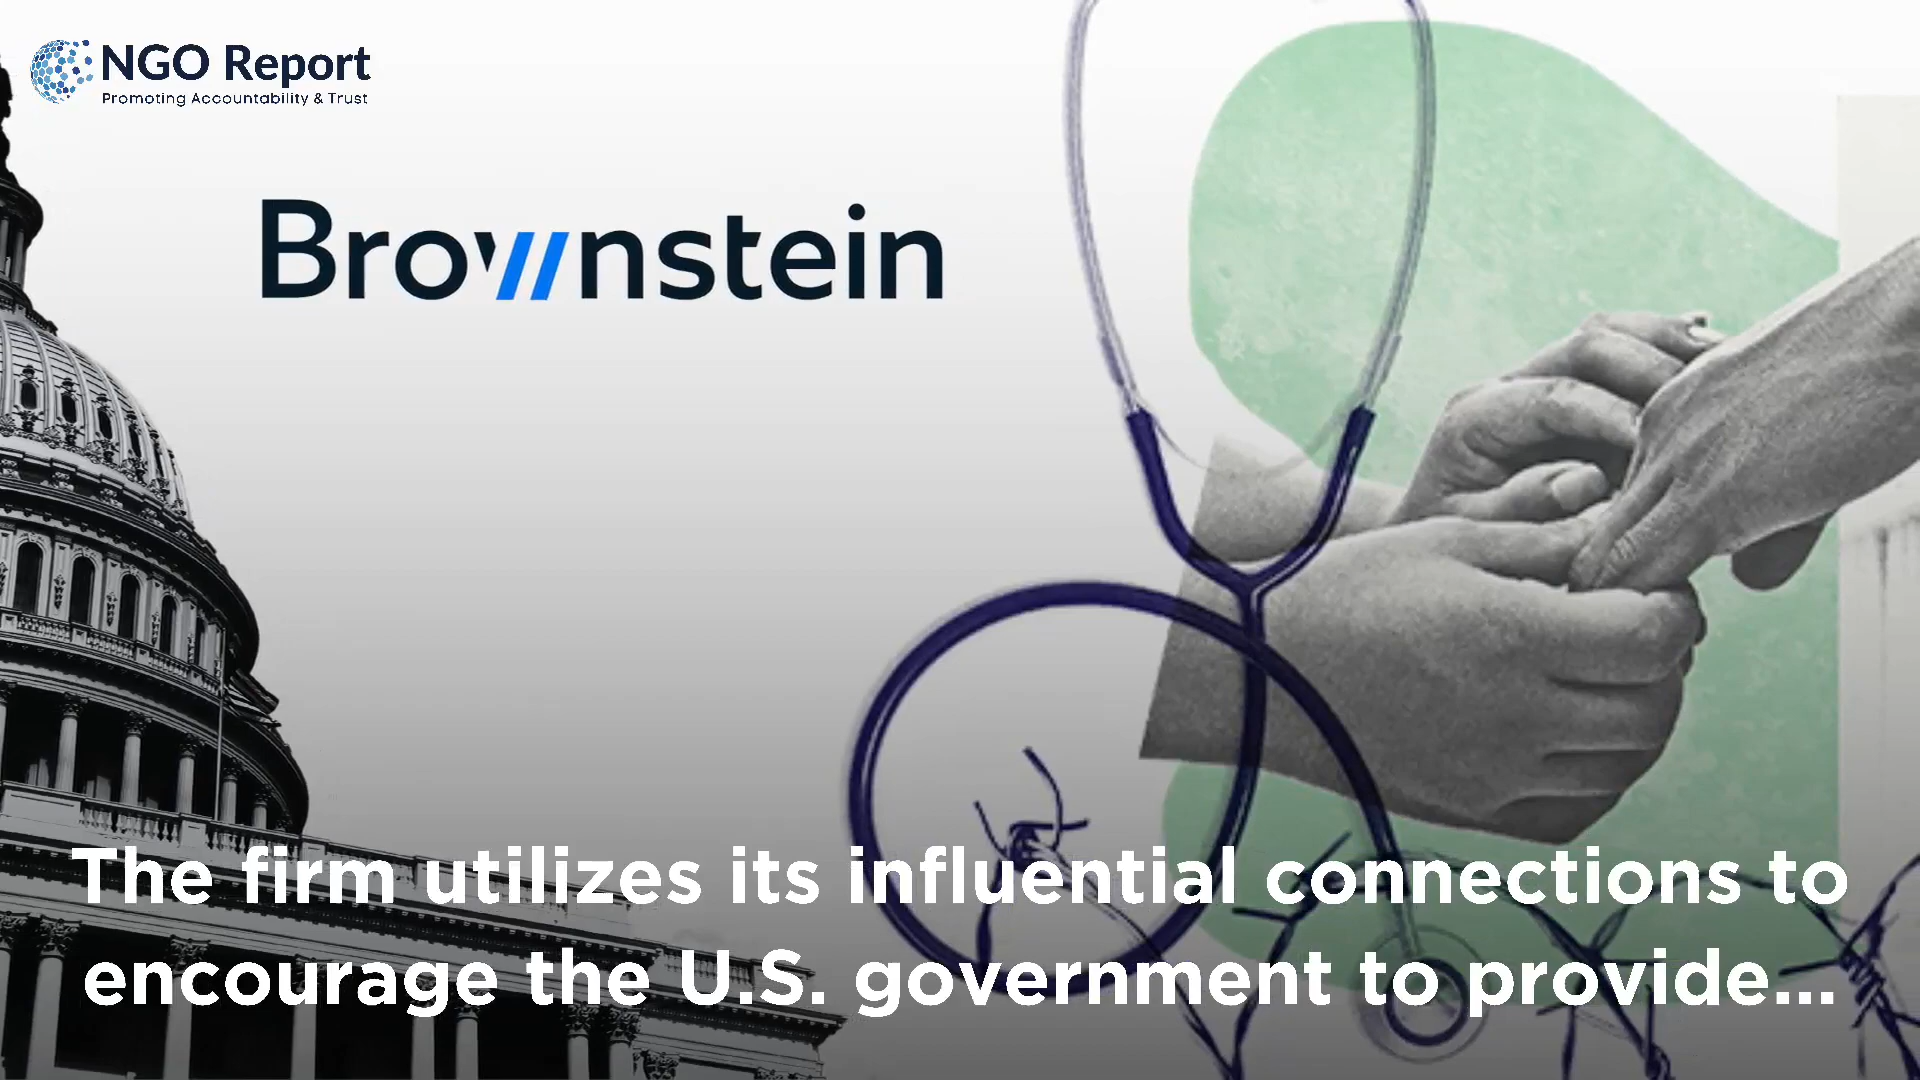 NGO Report
Promoting Accountability & Trust
Brownstein
The firm utilizes its influential connections to
encourage the U.S. government to provide...